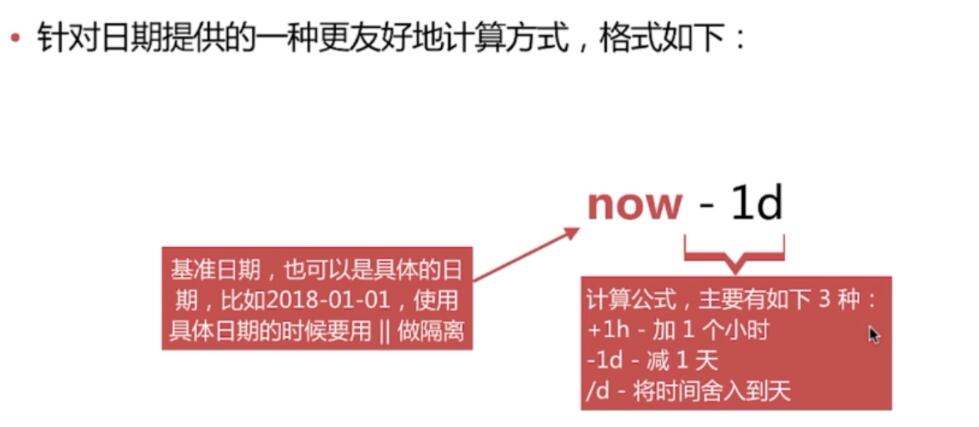 • 针对日期提供的一种更友好地计算方式，格式如下：
now - 1d
基准日期，也可以是具体的日
期，比如2018-01-01，使用
具体日期的时候要用 || 做隔离
计算公式，主要有如下 3 种：
+1h - 加 1 个小时
-1d - 减 1 天
/d - 将时间舍入到天